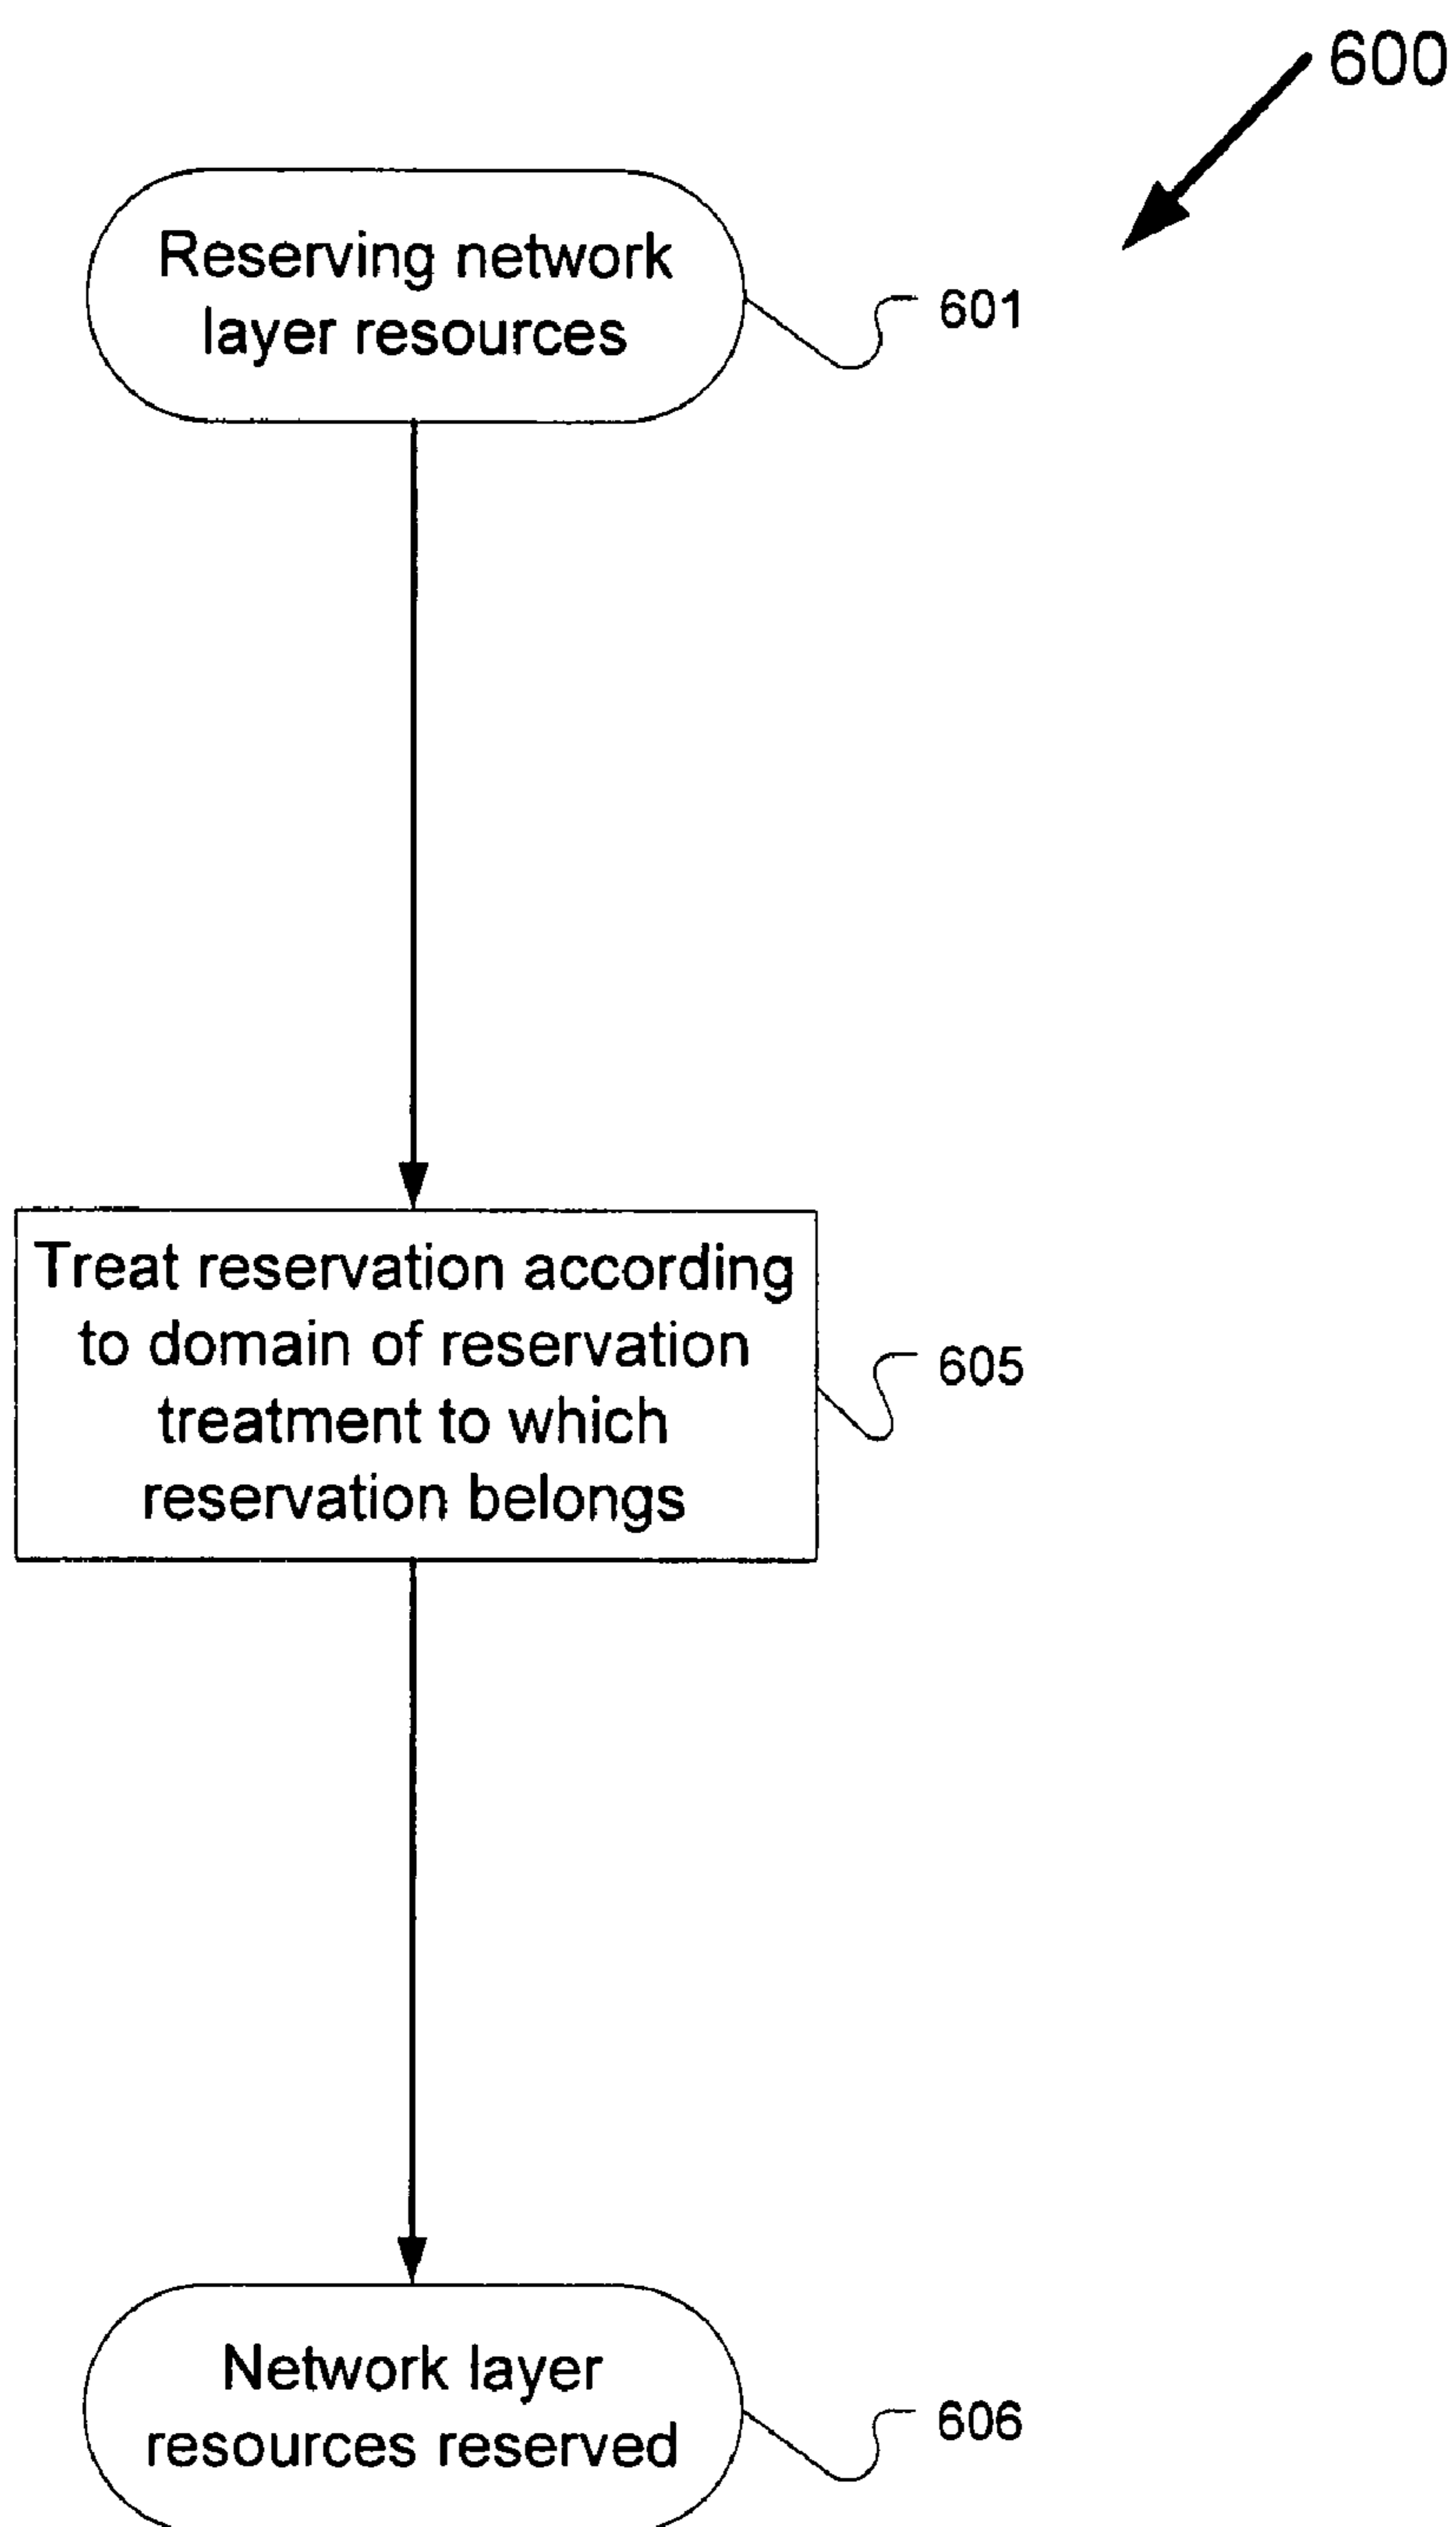 600
Reserving network
layer resources
601
Treat reservation according
to domain of reservation
treatment to which
reservation belongs
605
Network layer
resources reserved
606